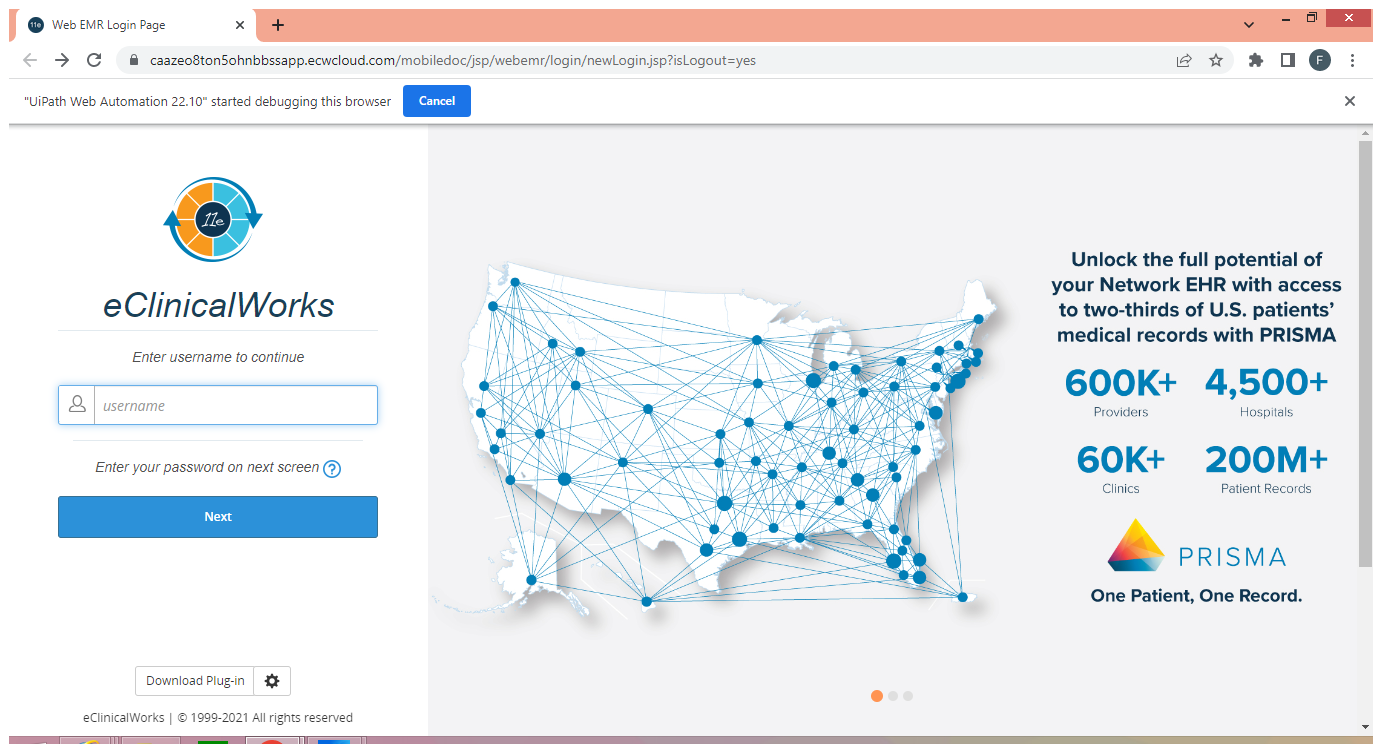 11e Web EMR Login Page
caazeo8ton5ohnbbssapp.ecwcloud.com/mobiledoc/jsp/webemr/login/newLogin.jsp?isLogout=yes
F
"UiPath Web Automation 22.10" started debugging this browser
Cancel
11e
eClinicalWorks
Enter username to continue
username
Enter your password on next screen ?
Next
Download Plug-in
eClinicalWorks | © 1999-2021 All rights reserved
Unlock the full potential of
your Network EHR with access
to two-thirds of U.S. patients’
medical records with PRISMA
600K+ 4,500+
Providers Hospitals
60K+ 200M+
Clinics Patient Records
PRISMA
One Patient, One Record.